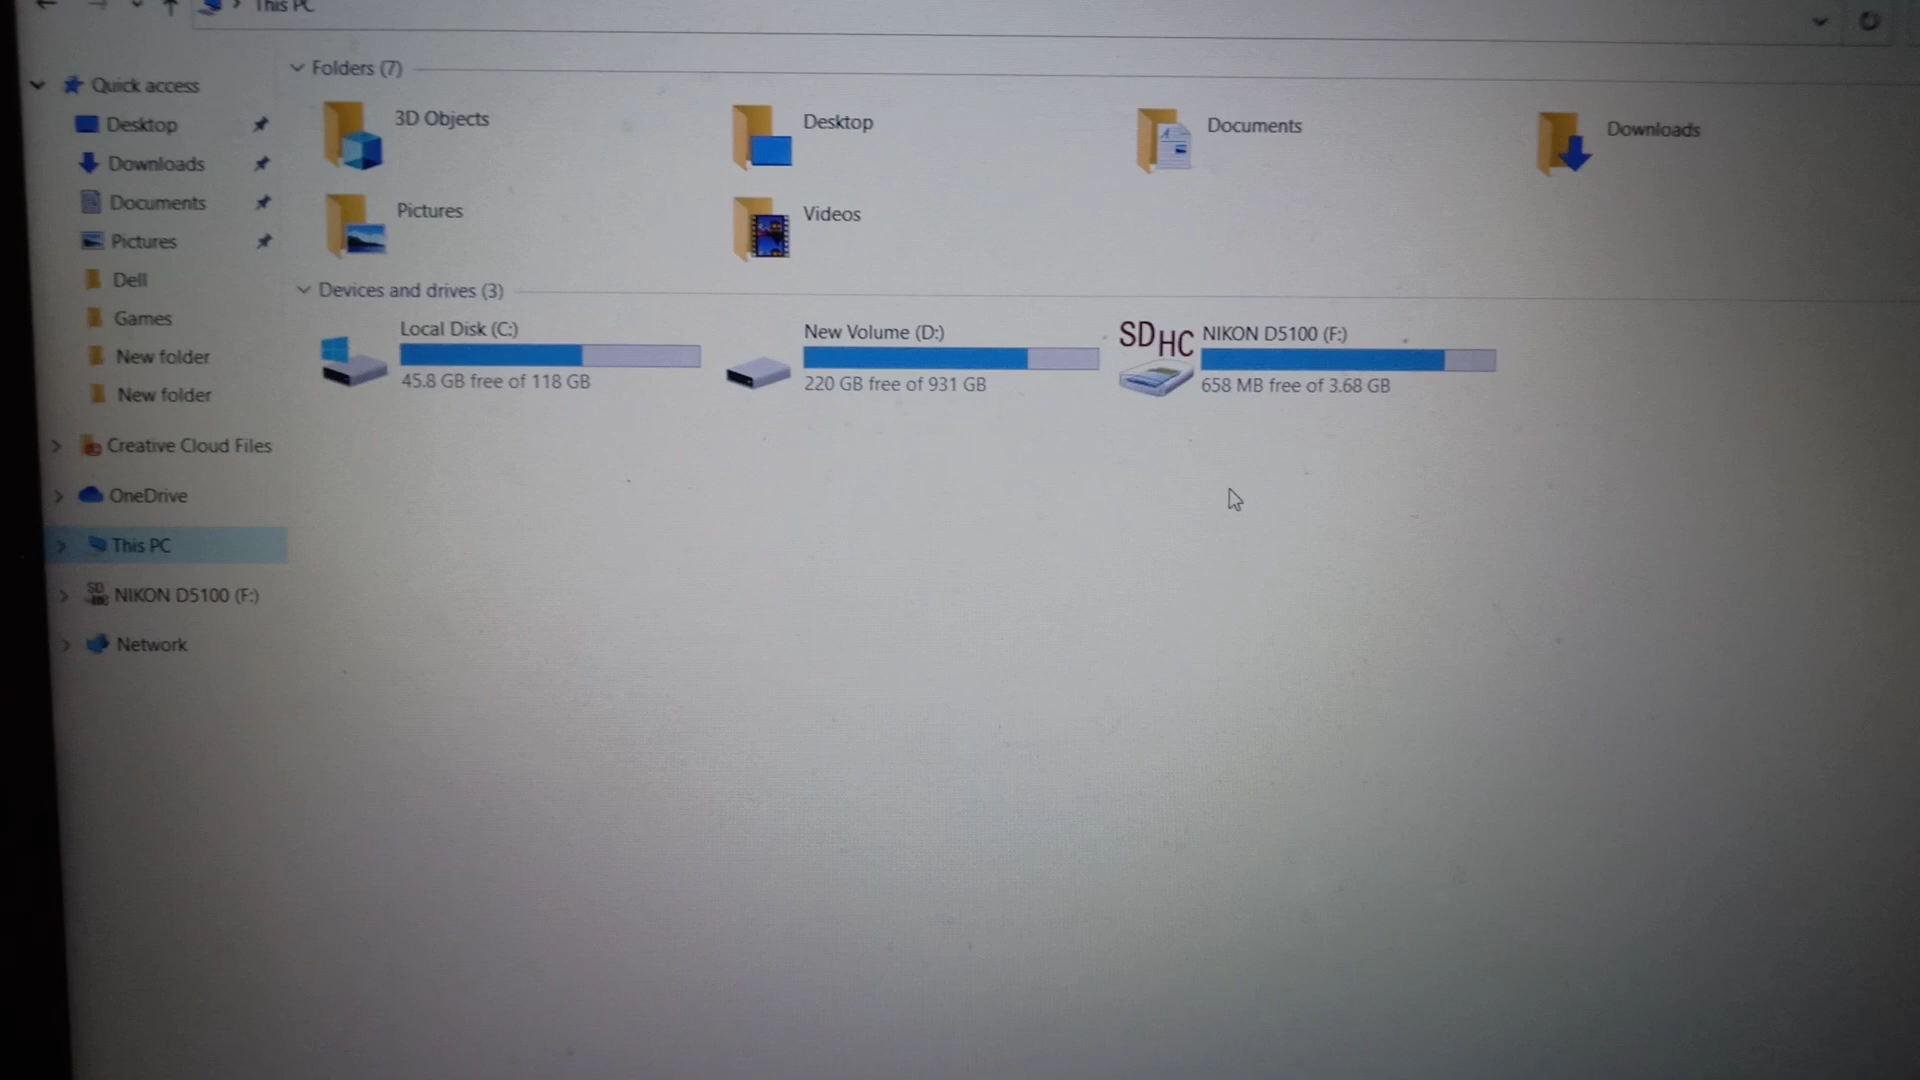 This PC
Quick access
Desktop
Downloads
Documents
Pictures
Dell
Games
New folder
New folder
Creative Cloud Files
OneDrive
This PC
SD
NIKON D5100 (F:)
Network
Folders (7)
3D Objects
Desktop
Documents
Downloads
Pictures
Videos
Devices and drives (3)
Local Disk (C:)
45.8 GB free of 118 GB
New Volume (D:)
220 GB free of 931 GB
SDHC
NIKON D5100 (F:)
658 MB free of 3.68 GB